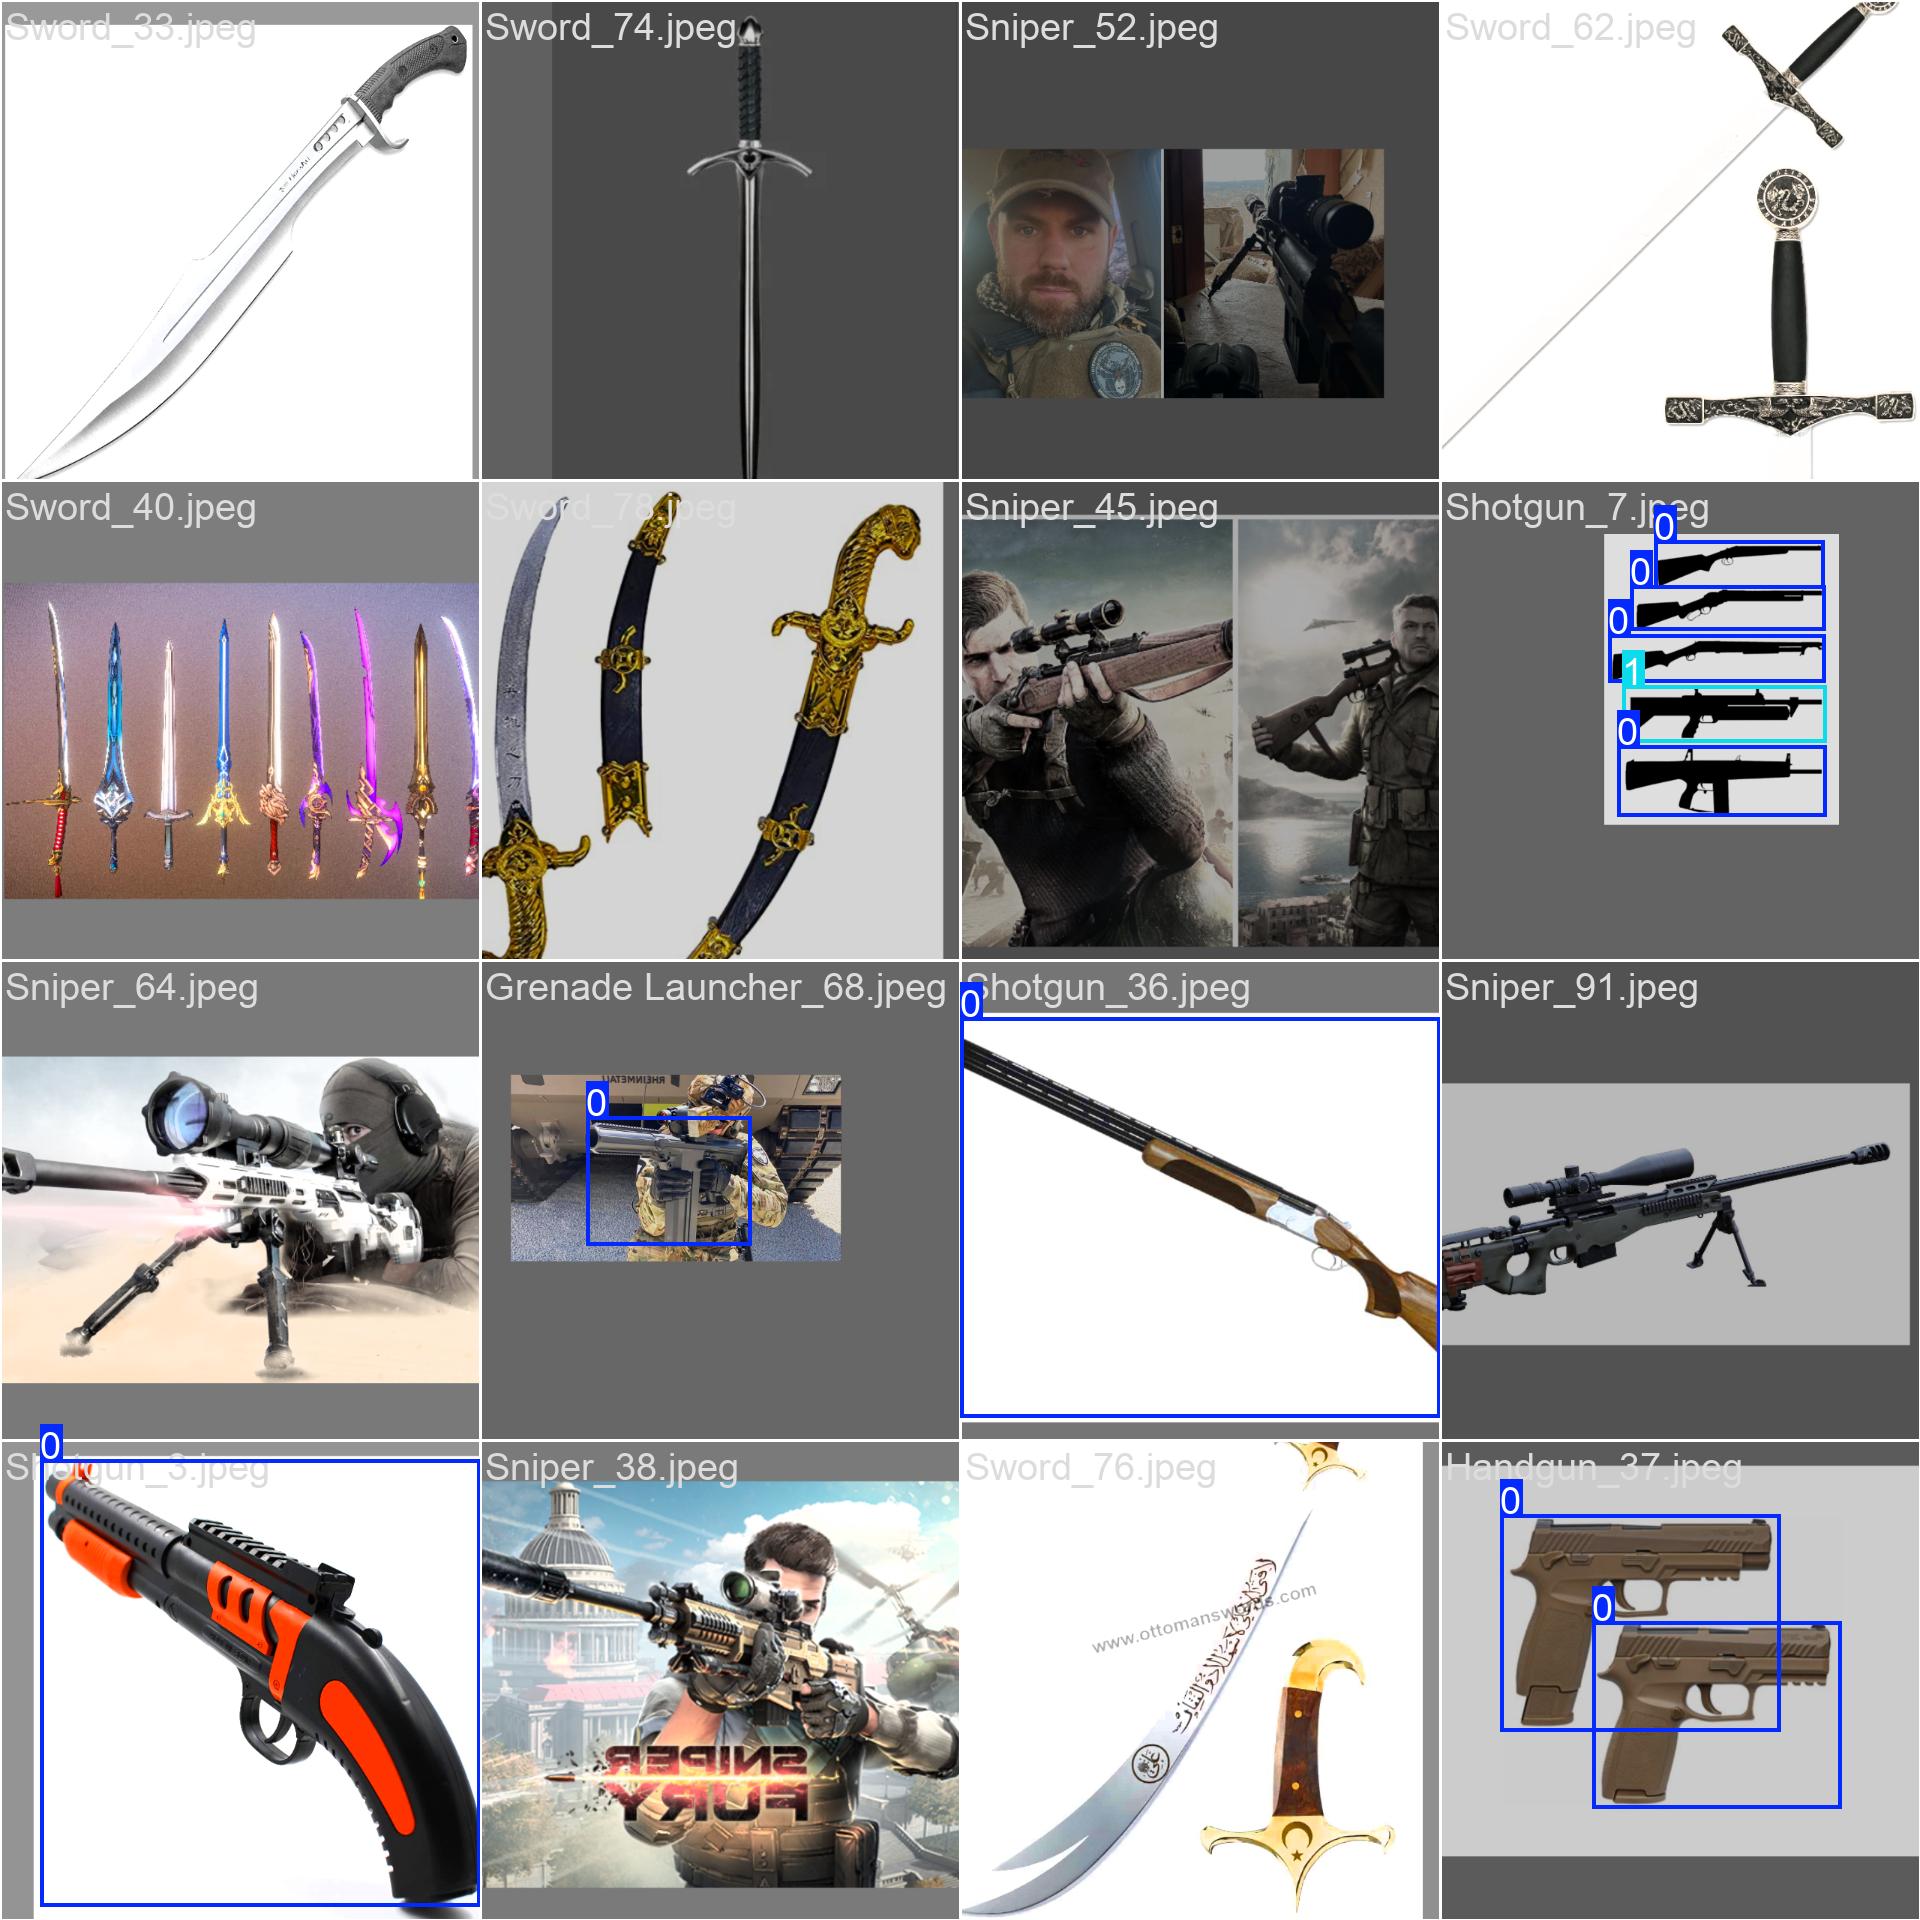 Sword_33.jpeg
Sword_74.jpeg
Sniper_52.jpeg
Sword_62.jpeg
Sword_40.jpeg
Sword_78.jpeg
Sniper_45.jpeg
Shotgun_7.jpeg
0
0
0
1
0
Sniper_64.jpeg
Grenade Launcher_68.jpeg
RHEINMETALL
0
Shotgun_36.jpeg
0
Sniper_91.jpeg
Shotgun_3.jpeg
0
Sniper_38.jpeg
SNIPER
FURY
Sword_76.jpeg
www.ottomanswords.com
Handgun_37.jpeg
0
0